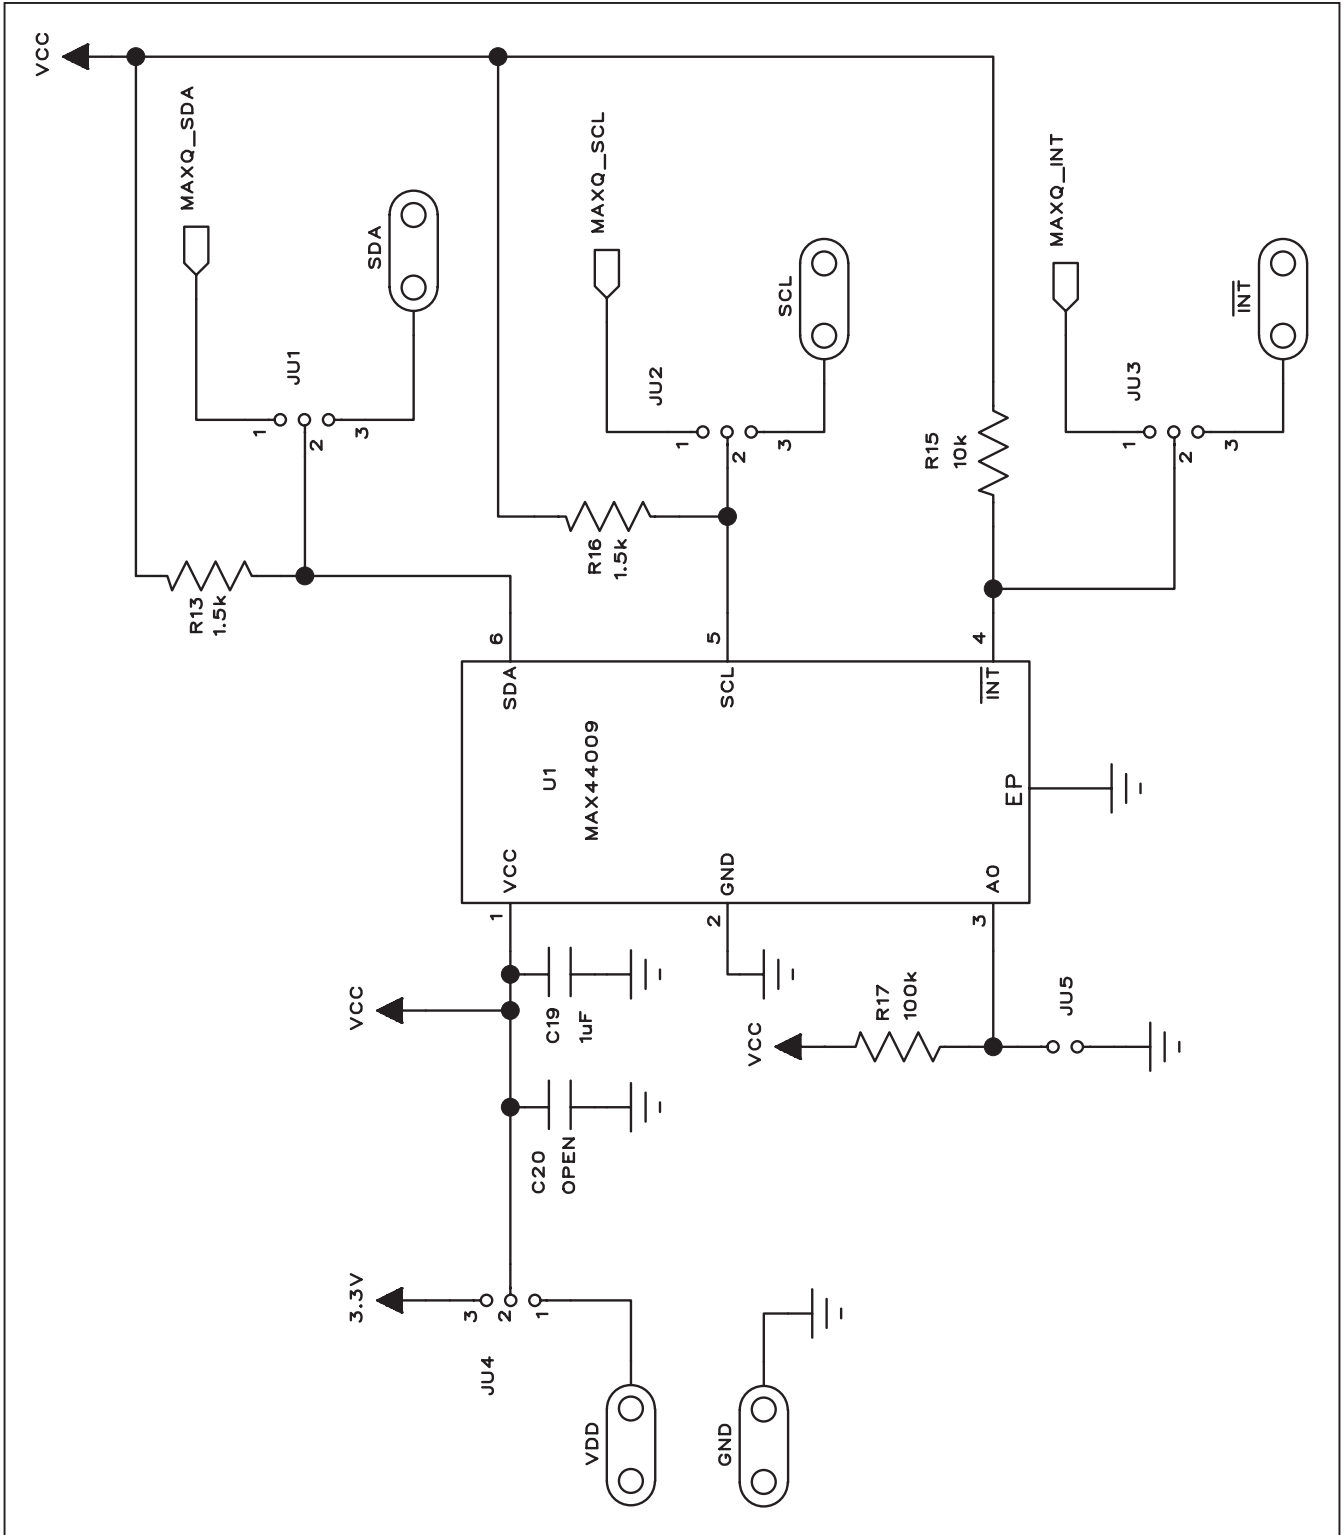 VCC
MAXQ_SDA
SDA
JU1
1
2
3
R13
1.5k
MAXQ_SCL
SCL
JU2
1
2
3
R16
1.5k
R15
10k
MAXQ_INT
INT
JU3
1
2
3
6
5
4
SDA
SCL
INT
U1
MAX44009
EP
VCC
GND
A0
1
2
3
VCC
C19
1uF
C20
OPEN
VCC
R17
100k
JU5
3.3V
3
2
1
JU4
VDD
GND